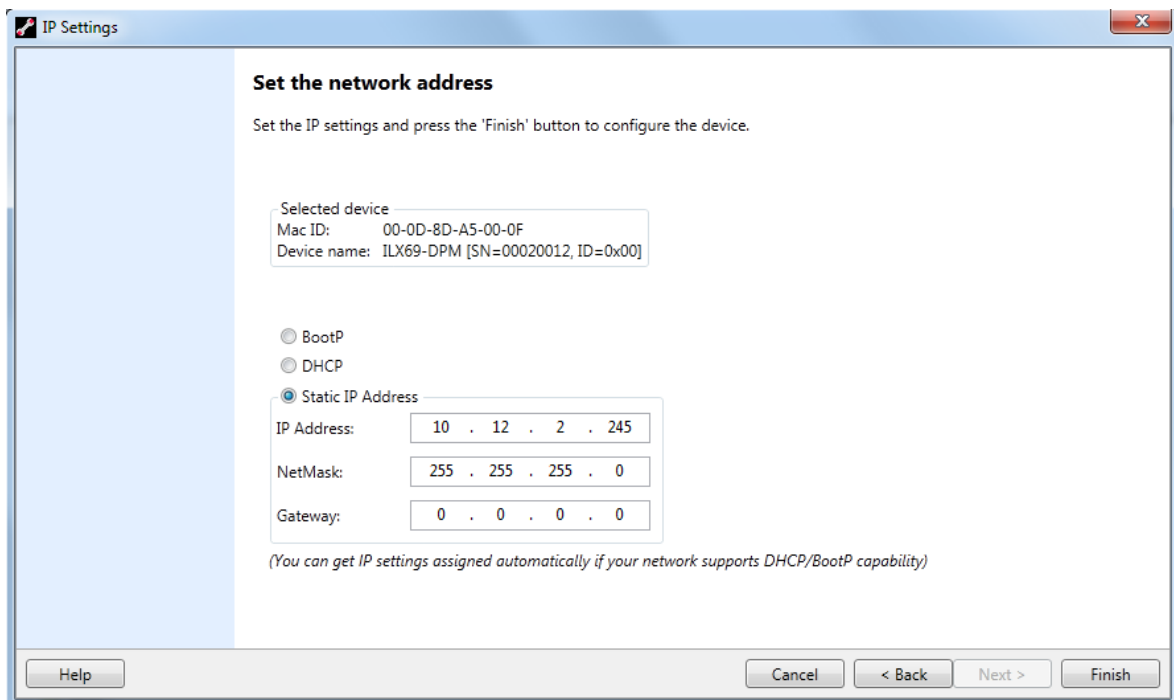 IP Settings
x
Set the network address
Set the IP settings and press the 'Finish' button to configure the device.
Selected device
Mac ID: 00-0D-8D-A5-00-0F
Device name: ILX69-DPM [SN=00020012, ID=0x00]
BootP
DHCP
Static IP Address
IP Address: 10 . 12 . 2 . 245
NetMask: 255 . 255 . 255 . 0
Gateway: 0 . 0 . 0 . 0
(You can get IP settings assigned automatically if your network supports DHCP/BootP capability)
Help Cancel < Back Next > Finish